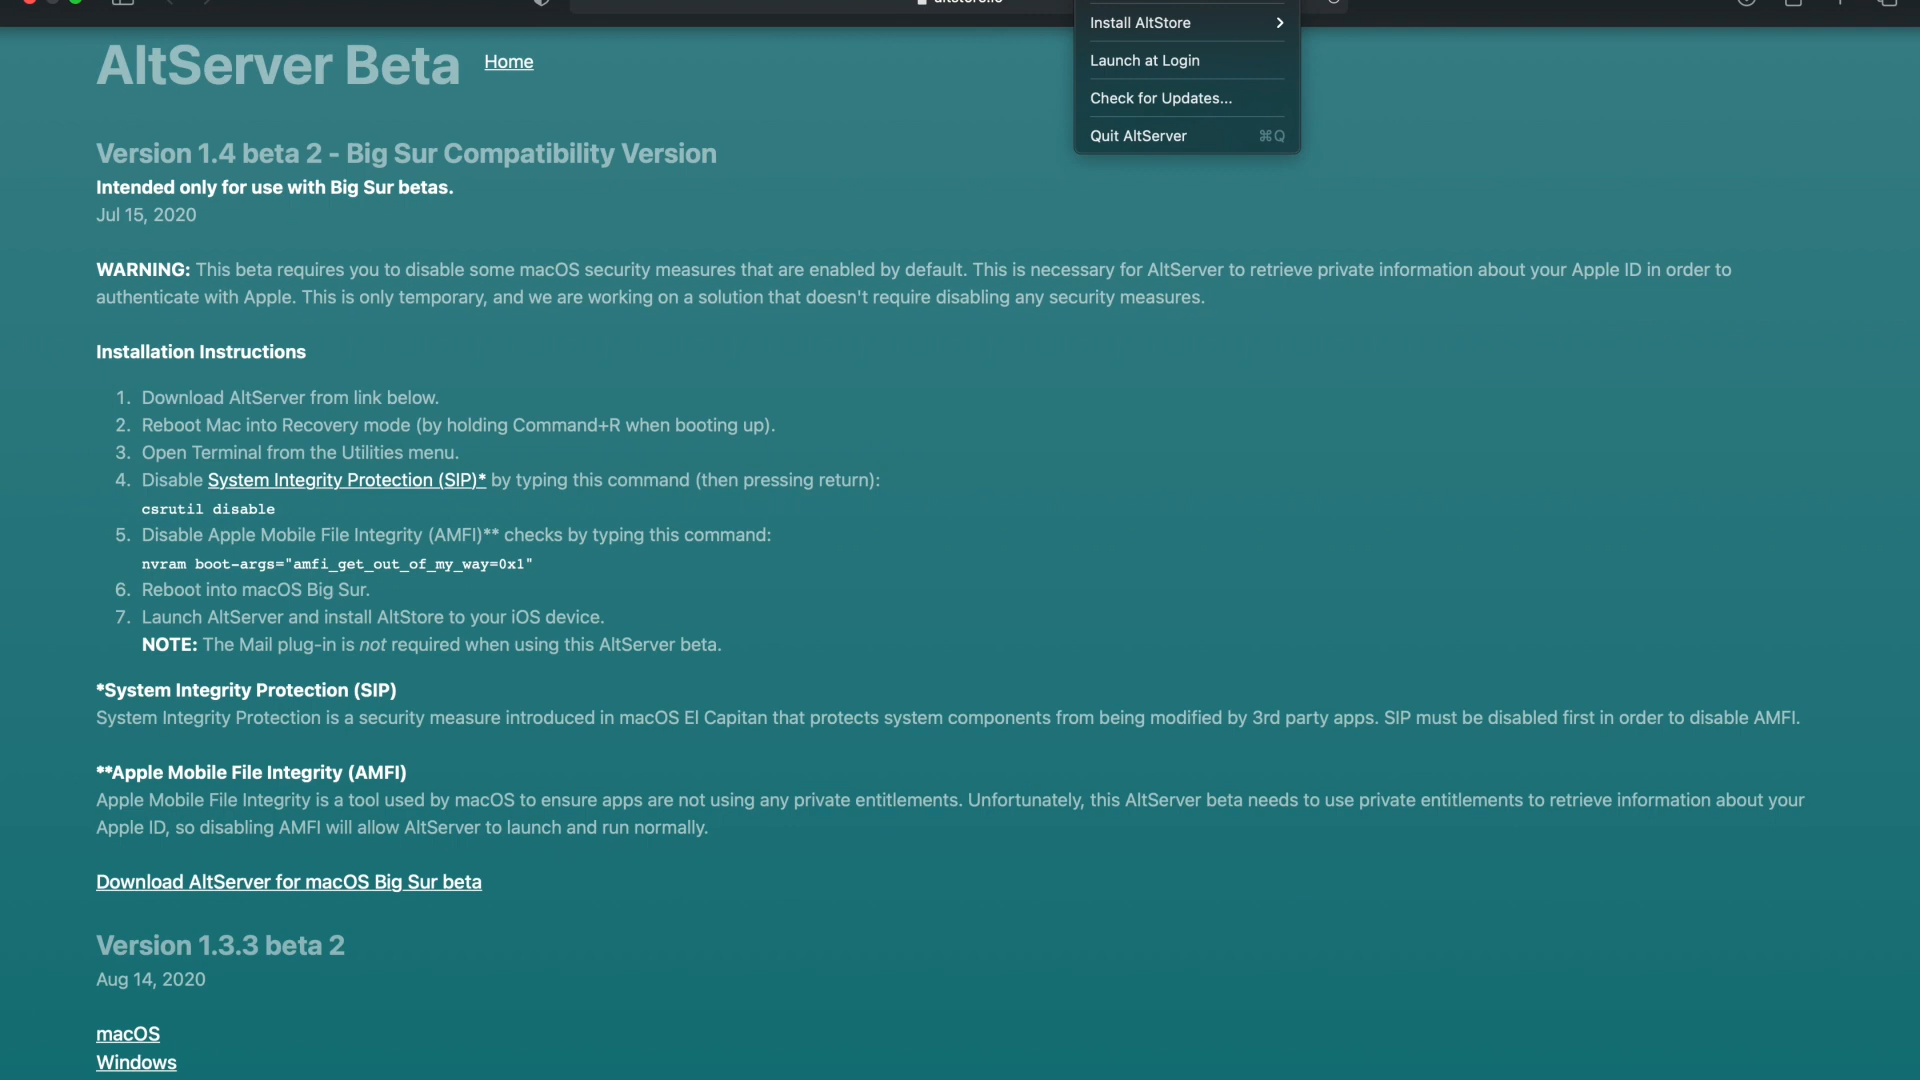 Install AltStore
AltServer Beta Home
Launch at Login
Check for Updates...
Quit AltServer ⌘Q
Version 1.4 beta 2 - Big Sur Compatibility Version
Intended only for use with Big Sur betas.
Jul 15, 2020
WARNING: This beta requires you to disable some macOS security measures that are enabled by default. This is necessary for AltServer to retrieve private information about your Apple ID in order to
authenticate with Apple. This is only temporary, and we are working on a solution that doesn't require disabling any security measures.
Installation Instructions
1. Download AltServer from link below.
2. Reboot Mac into Recovery mode (by holding Command+R when booting up).
3. Open Terminal from the Utilities menu.
4. Disable System Integrity Protection (SIP)* by typing this command (then pressing return):
csrutil disable
5. Disable Apple Mobile File Integrity (AMFI)** checks by typing this command:
nvram boot-args="amfi_get_out_of_my_way=0x1"
6. Reboot into macOS Big Sur.
7. Launch AltServer and install AltStore to your iOS device.
NOTE: The Mail plug-in is not required when using this AltServer beta.
*System Integrity Protection (SIP)
System Integrity Protection is a security measure introduced in macOS El Capitan that protects system components from being modified by 3rd party apps. SIP must be disabled first in order to disable AMFI.
**Apple Mobile File Integrity (AMFI)
Apple Mobile File Integrity is a tool used by macOS to ensure apps are not using any private entitlements. Unfortunately, this AltServer beta needs to use private entitlements to retrieve information about your
Apple ID, so disabling AMFI will allow AltServer to launch and run normally.
Download AltServer for macOS Big Sur beta
Version 1.3.3 beta 2
Aug 14, 2020
macOS
Windows